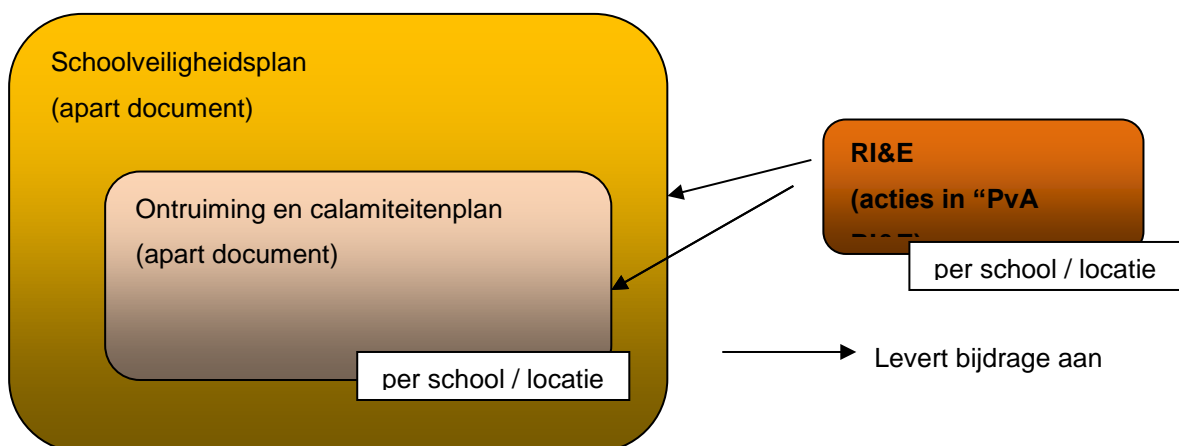 Schoolveiligheidsplan
(apart document)
Ontruiming en calamiteitenplan
(apart document)
per school / locatie
RI&E
(acties in “PvA
per school / locatie
Levert bijdrage aan